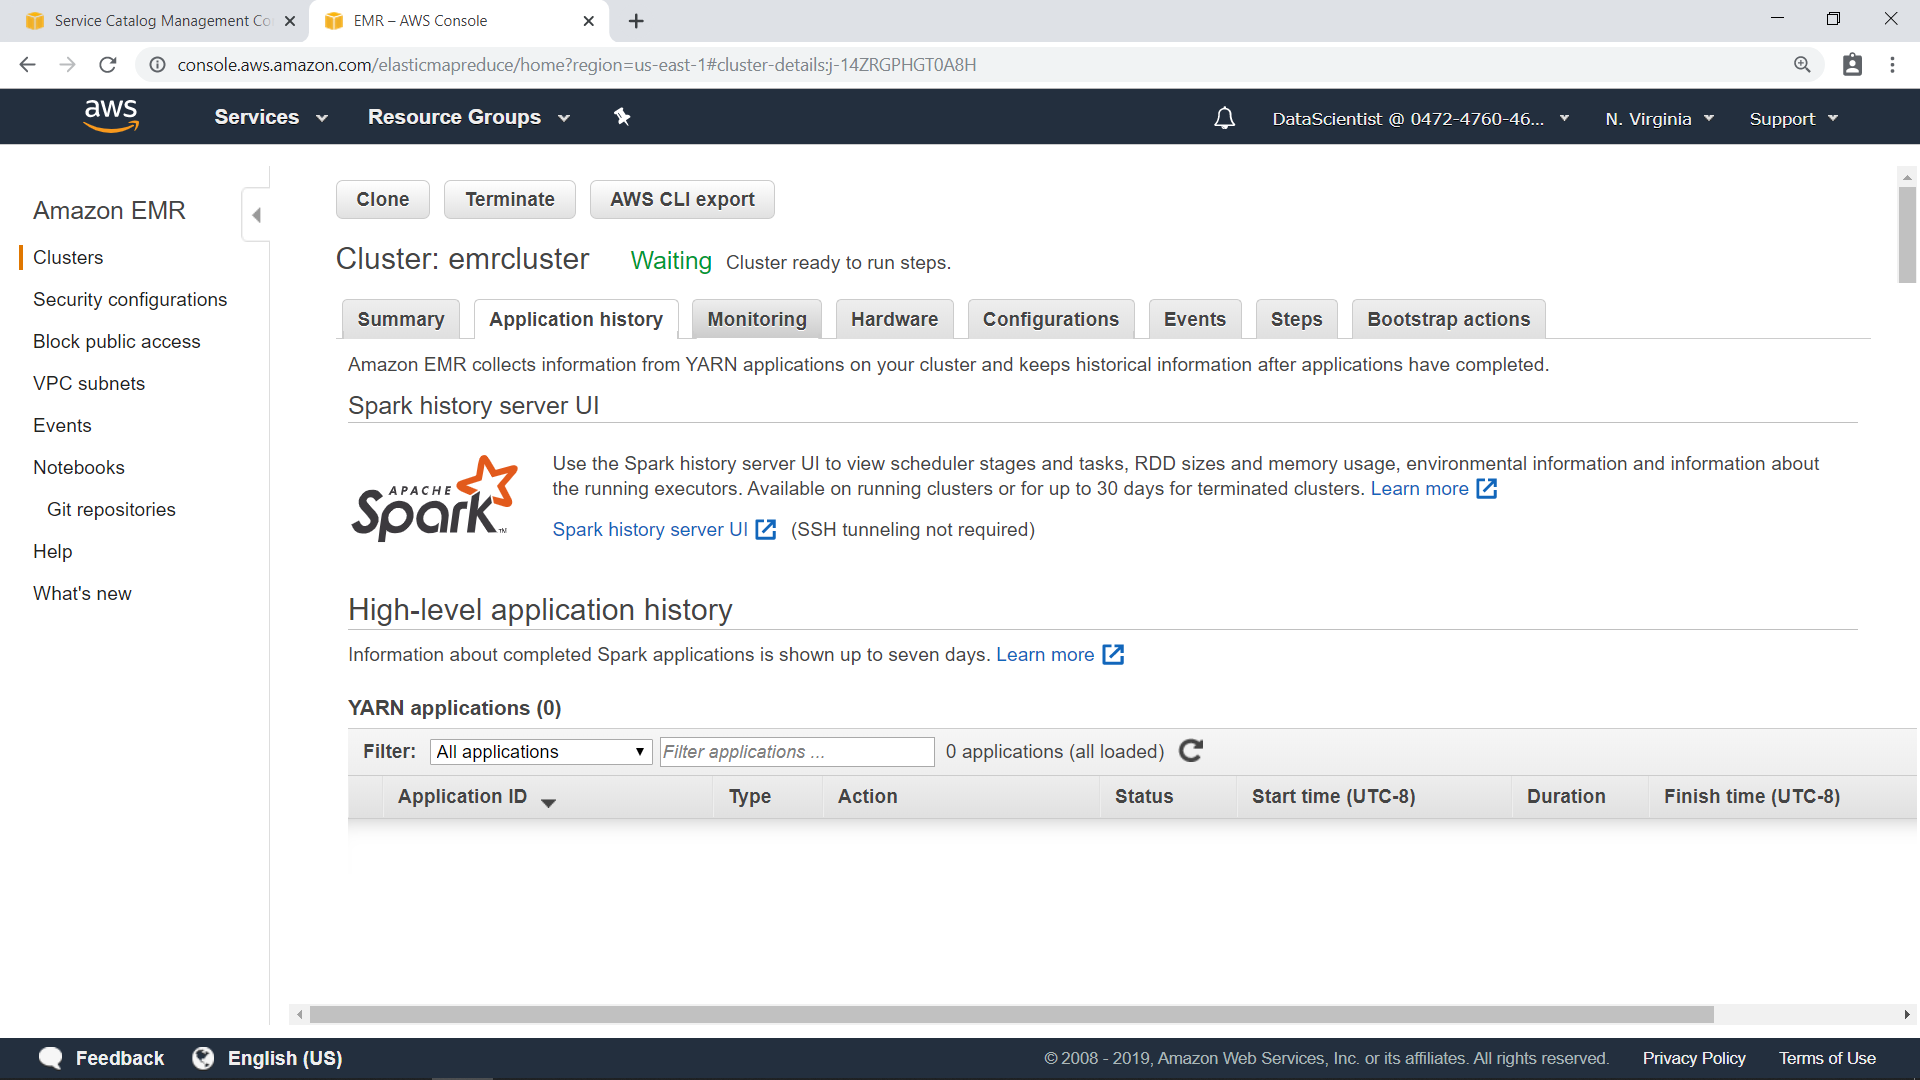 Service Catalog Management Co
EMR – AWS Console
console.aws.amazon.com/elasticmapreduce/home?region=us-east-1#cluster-details:j-14ZRGPHGT0A8H
aws
Services
Resource Groups
DataScientist @ 0472-4760-46...
N. Virginia
Support
Amazon EMR
Clusters
Security configurations
Block public access
VPC subnets
Events
Notebooks
Git repositories
Help
What's new
Clone
Terminate
AWS CLI export
Cluster: emrcluster
Waiting
Cluster ready to run steps.
Summary
Application history
Monitoring
Hardware
Configurations
Events
Steps
Bootstrap actions
Amazon EMR collects information from YARN applications on your cluster and keeps historical information after applications have completed.
Spark history server UI
APACHE
Spark™
Use the Spark history server UI to view scheduler stages and tasks, RDD sizes and memory usage, environmental information and information about
the running executors. Available on running clusters or for up to 30 days for terminated clusters. Learn more
Spark history server UI (SSH tunneling not required)
High-level application history
Information about completed Spark applications is shown up to seven days. Learn more
YARN applications (0)
Filter:
All applications
Filter applications ...
0 applications (all loaded)
Application ID
Type
Action
Status
Start time (UTC-8)
Duration
Finish time (UTC-8)
Feedback
English (US)
© 2008 - 2019, Amazon Web Services, Inc. or its affiliates. All rights reserved.
Privacy Policy
Terms of Use